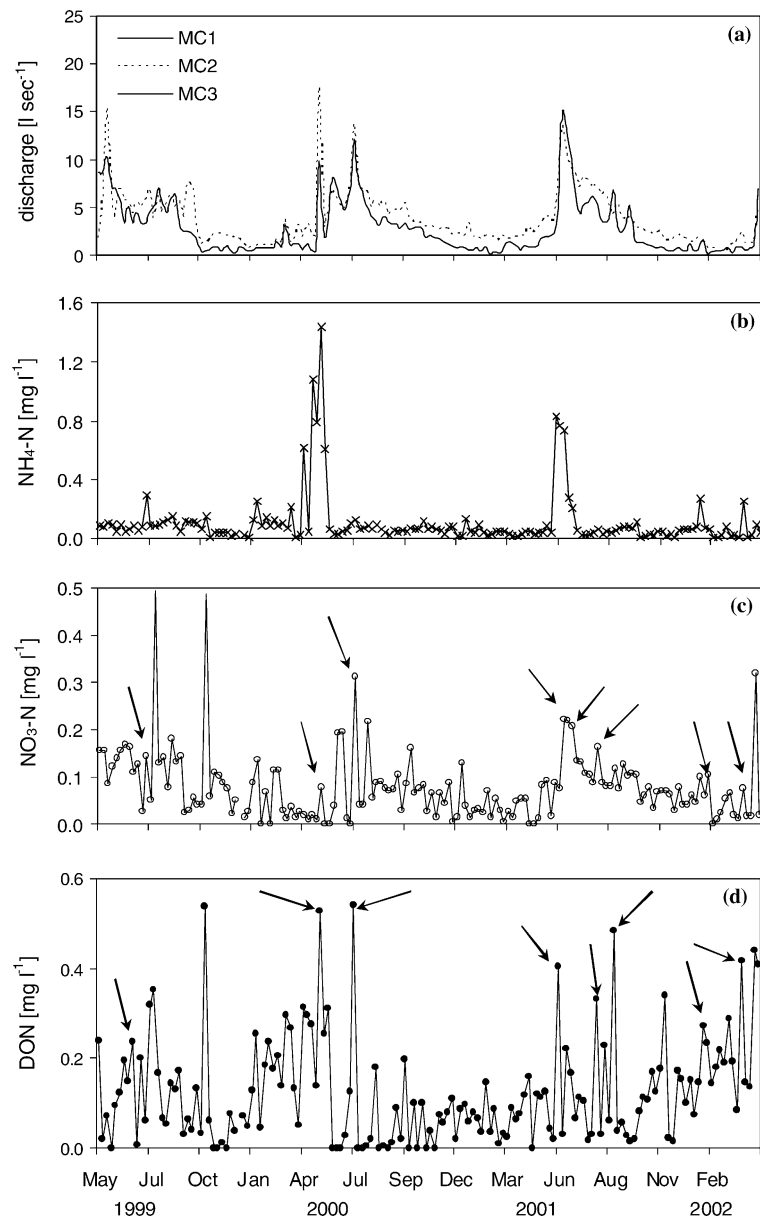 25
20
15
10
5
0
discharge [l sec⁻¹]
MC1
MC2
MC3
(a)
1.6
1.2
0.8
0.4
0.0
NH₄-N [mg l⁻¹]
(b)
0.5
0.4
0.3
0.2
0.1
0.0
NO₃-N [mg l⁻¹]
(c)
0.6
0.4
0.2
0.0
DON [mg l⁻¹]
(d)
May Jul Oct Jan Apr Jul Sep Mar Jun Aug Nov Feb
1999 2000 2001 2002